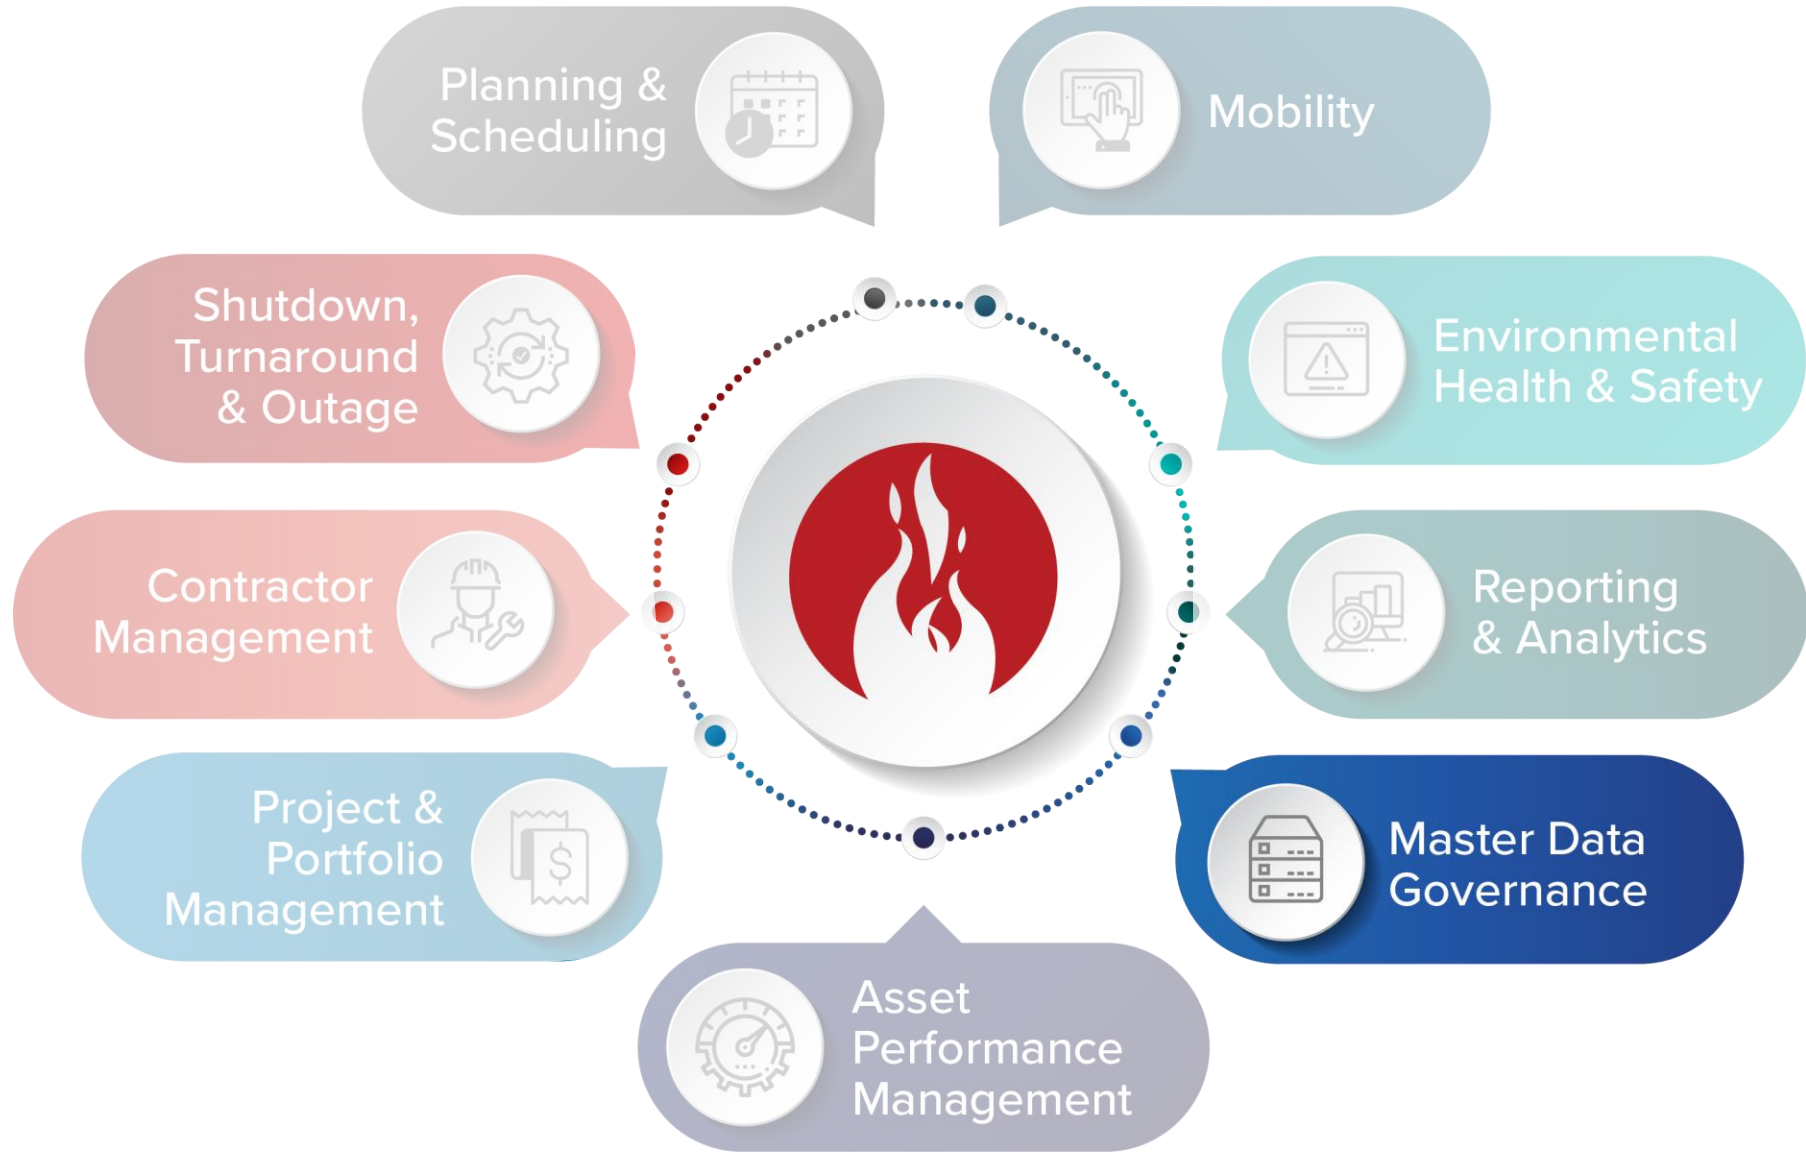 Planning &
Scheduling
Mobility
Shutdown,
Turnaround
& Outage
Environmental
Health & Safety
Contractor
Management
Reporting
& Analytics
Project &
Portfolio
Management
$
Master Data
Governance
Asset
Performance
Management